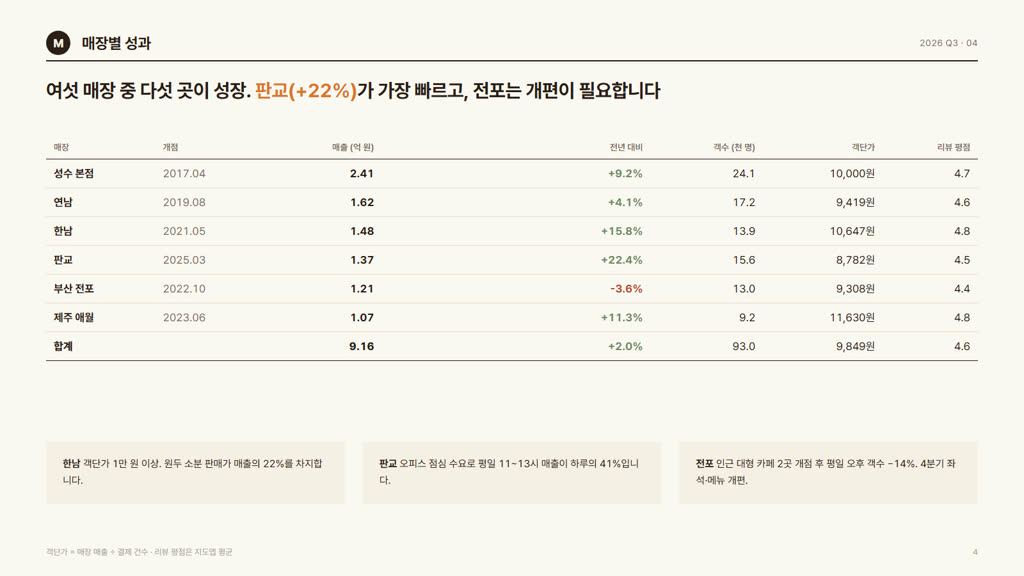 M 매장별 성과
2026 Q3 · 04
여섯 매장 중 다섯 곳이 성장. 판교(+22%)가 가장 빠르고, 전포는 개편이 필요합니다
매장 개점 매출 (억 원) 전년 대비 객수 (천 명) 객단가 리뷰 평점
성수 본점 2017.04 2.41 +9.2% 24.1 10,000원 4.7
연남 2019.08 1.62 +4.1% 17.2 9,419원 4.6
한남 2021.05 1.48 +15.8% 13.9 10,647원 4.8
판교 2025.03 1.37 +22.4% 15.6 8,782원 4.5
부산 전포 2022.10 1.21 -3.6% 13.0 9,308원 4.4
제주 애월 2023.06 1.07 +11.3% 9.2 11,630원 4.8
합계 9.16 +2.0% 93.0 9,849원 4.6
한남 객단가 1만 원 이상. 원두 소분 판매가 매출의 22%를 차지합
니다.
판교 오피스 점심 수요로 평일 11~13시 매출이 하루의 41%입니
다.
전포 인근 대형 카페 2곳 개점 후 평일 오후 객수 −14%. 4분기 좌
석·메뉴 개편.
객단가 = 매장 매출 ÷ 결제 건수 · 리뷰 평점은 지도앱 평균
4